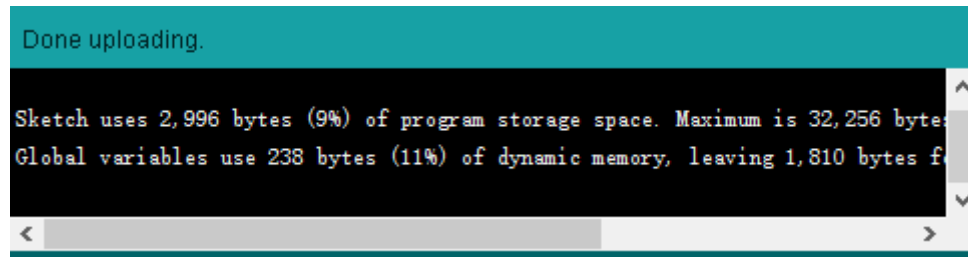 Done uploading.
Sketch uses 2,996 bytes (9%) of program storage space. Maximum is 32,256
Global variables use 238 bytes (11%) of dynamic memory, leaving 1,810 bytes